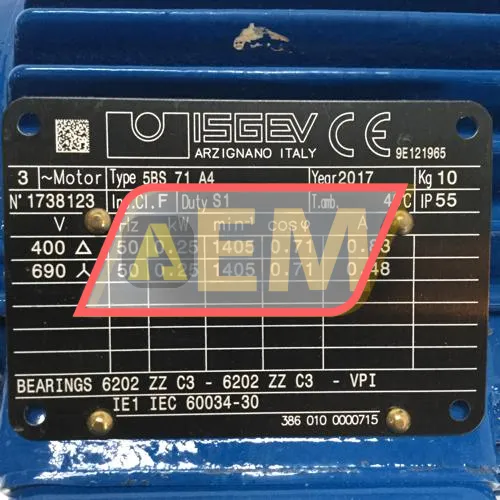 ISGEV CE
ARZIGNANO ITALY 9E121965
3 ~Motor Type 5BS 71 A4 Year 2017 Kg 10
N° 1738123 Ins.Cl. F Duty S1 T.amb. °C IP 55
V Hz kW min⁻¹ cosφ A
400 △ 50 0.25 1405 0.71 0.83
690 人 50 0.25 1405 0.71 0.48
AEM
BEARINGS 6202 ZZ C3 - 6202 ZZ C3 - VPI
IE1 IEC 60034-30
386 010 0000715